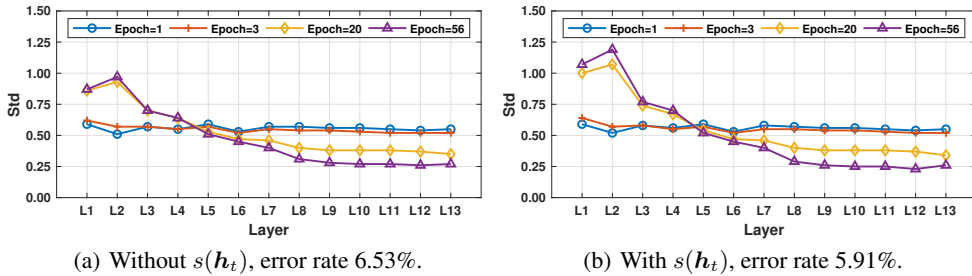 Epoch=1 Epoch=3 Epoch=20 Epoch=56
1.50
1.25
1.00
0.75
0.50
0.25
0.00
Std
L1 L2 L3 L4 L5 L6 L7 L8 L9 L10 L11 L12 L13
Layer
(a) Without s(h_t), error rate 6.53%.
Epoch=1 Epoch=3 Epoch=20 Epoch=56
1.50
1.25
1.00
0.75
0.50
0.25
0.00
Std
L1 L2 L3 L4 L5 L6 L7 L8 L9 L10 L11 L12 L13
Layer
(b) With s(h_t), error rate 5.91%.